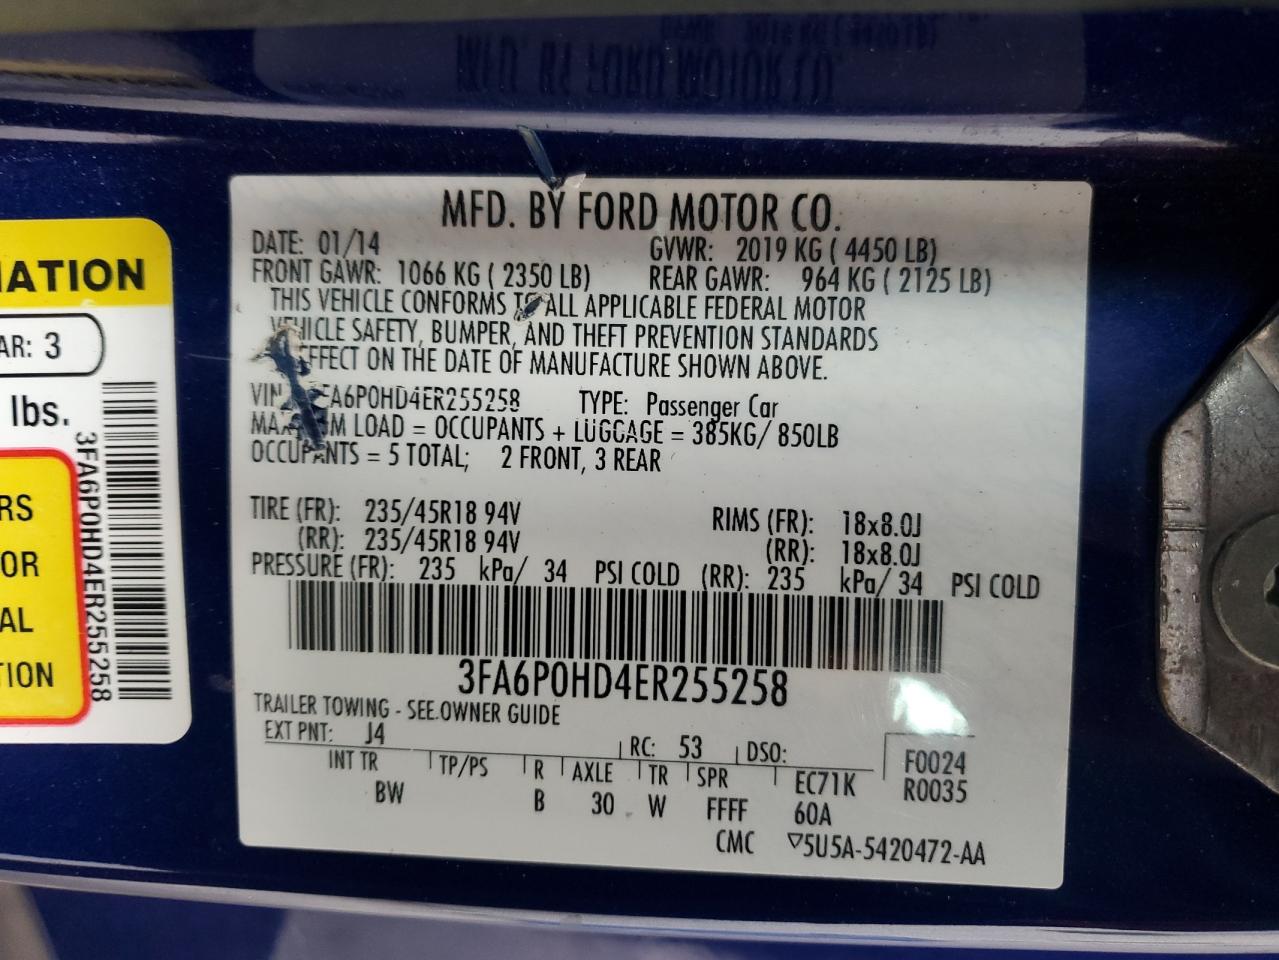 MFD. BY FORD MOTOR CO.
DATE: 01/14 GVWR: 2019 KG ( 4450 LB)
FRONT GAWR: 1066 KG ( 2350 LB) REAR GAWR: 964 KG ( 2125 LB)
THIS VEHICLE CONFORMS TO ALL APPLICABLE FEDERAL MOTOR
VEHICLE SAFETY, BUMPER, AND THEFT PREVENTION STANDARDS
EFFECT ON THE DATE OF MANUFACTURE SHOWN ABOVE.
VIN FA6P0HD4ER255258 TYPE: Passenger Car
MAXIMUM LOAD = OCCUPANTS + LUGGAGE = 385KG/ 850LB
OCCUPANTS = 5 TOTAL; 2 FRONT, 3 REAR
TIRE (FR): 235/45R18 94V RIMS (FR): 18x8.0J
(RR): 235/45R18 94V (RR): 18x8.0J
PRESSURE (FR): 235 kPa/ 34 PSI COLD (RR): 235 kPa/ 34 PSI COLD
3FA6P0HD4ER255258
TRAILER TOWING - SEE OWNER GUIDE
EXT PNT: J4 RC: 53 DSO:
INT TR TP/PS R AXLE TR SPR EC71K
BW B 30 W FFFF 60A
F0024
R0035
CMC ▽5U5A-5420472-AA
IATION
AR: 3
lbs.
RS
OR
AL
TION
3FA6P0HD4ER255258